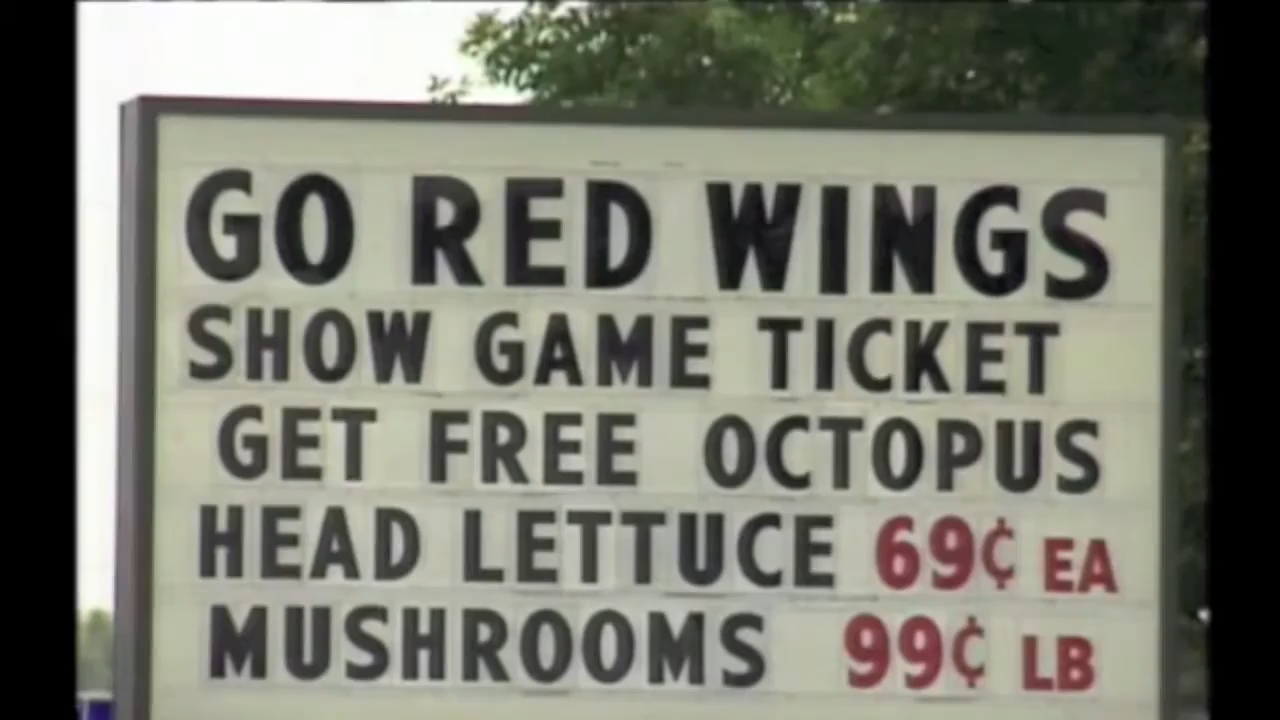 GO RED WINGS
SHOW GAME TICKET
GET FREE OCTOPUS
HEAD LETTUCE 69¢ EA
MUSHROOMS 99¢ LB